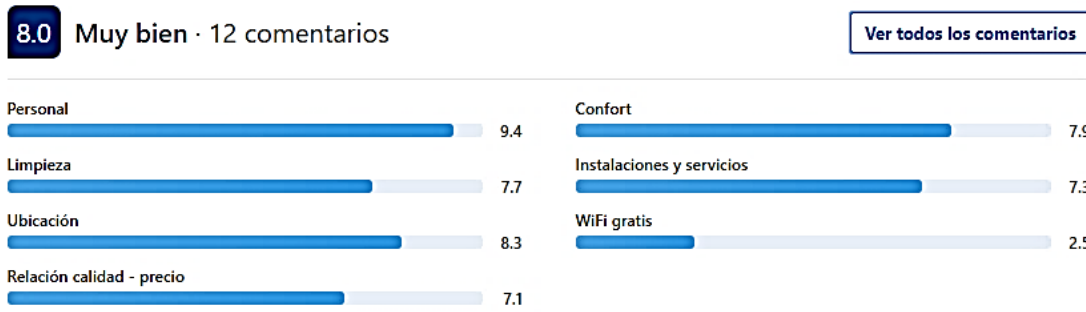 8.0 Muy bien · 12 comentarios
Ver todos los comentarios
Personal
9.4
Confort
7.9
Limpieza
7.7
Instalaciones y servicios
7.3
Ubicación
8.3
WiFi gratis
2.5
Relación calidad - precio
7.1